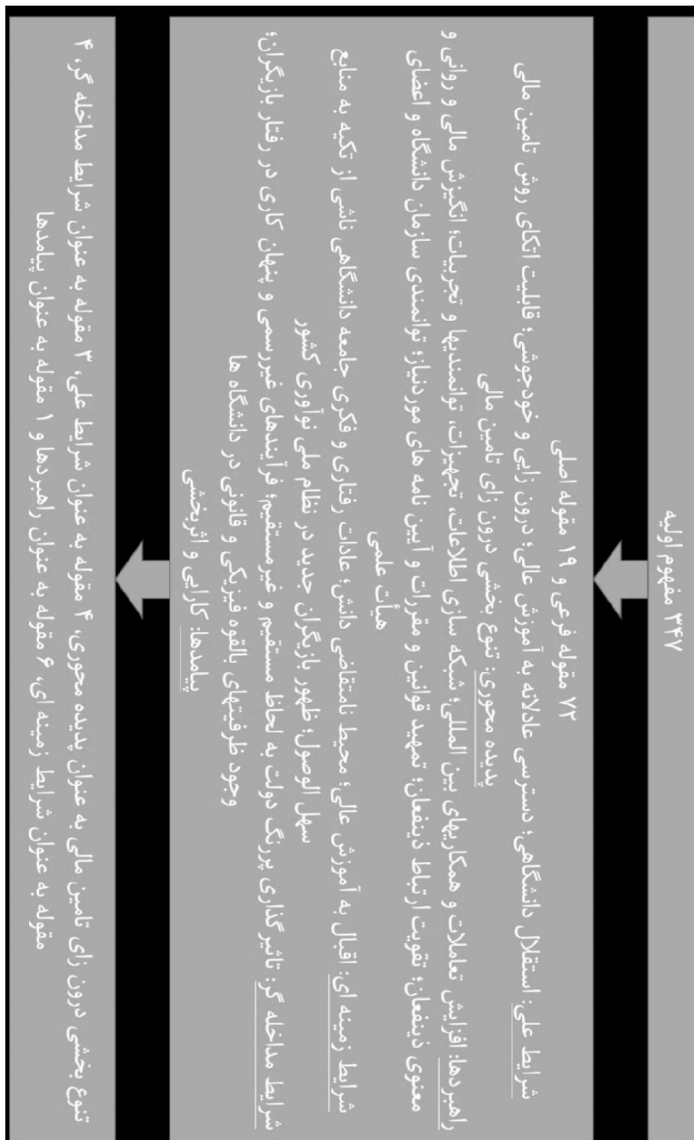 ۳۴۷ مفهوم اولیه
۷۲ مقوله فرعی و ۱۹ مقوله اصلی
شرایط علی: استقلال دانشگاهی؛ دسترسی عادلانه به آموزش عالی؛ درون زایی و خودجوشی؛ قابلیت اتکای روش تامین مالی
پدیده محوری: تنوع بخشی درون زای تامین مالی
راهبردها: افزایش تعاملات و همکاریهای بین المللی؛ شبکه سازی اطلاعات، تجهیزات، توانمندیها و تجربیات؛ انگیزش مالی و روانی و
معنوی ذینفعان؛ تقویت ارتباط ذینفعان؛ تمهید قوانین و مقررات و آیین نامه های موردنیاز؛ توانمندی سازمان دانشگاه و اعضای
هیأت علمی
شرایط زمینه ای: اقبال به آموزش عالی؛ محیط نامتقاضی دانش؛ عادات رفتاری و فکری جامعه دانشگاهی ناشی از تکیه به منابع
سهل الوصول؛ ظهور بازیگران جدید در نظام ملی نوآوری کشور
شرایط مداخله گر: تاثیر گذاری پررنگ دولت به لحاظ مستقیم و غیرمستقیم؛ فرآیندهای غیررسمی و پنهان کاری در رفتار بازیگران؛
وجود ظرفیتهای بالقوه فیزیکی و قانونی در دانشگاه ها
پیامدها: کارایی و اثربخشی
تنوع بخشی درون زای تامین مالی به عنوان پدیده محوری، ۴ مقوله به عنوان شرایط علی، ۳ مقوله به عنوان شرایط مداخله گر، ۴
مقوله به عنوان شرایط زمینه ای، ۶ مقوله به عنوان راهبردها و ۱ مقوله به عنوان پیامدها